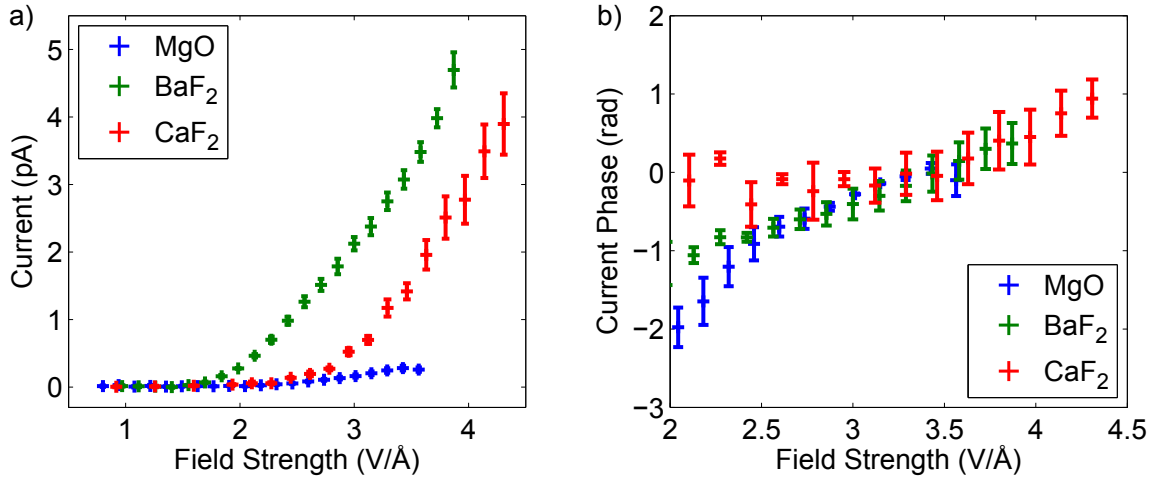 a)
5
4
3
2
1
0
Current (pA)
MgO
BaF2
CaF2
1
2
3
4
Field Strength (V/Å)
b)
2
1
0
−1
−2
−3
Current Phase (rad)
MgO
BaF2
CaF2
2
2.5
3
3.5
4
4.5
Field Strength (V/Å)